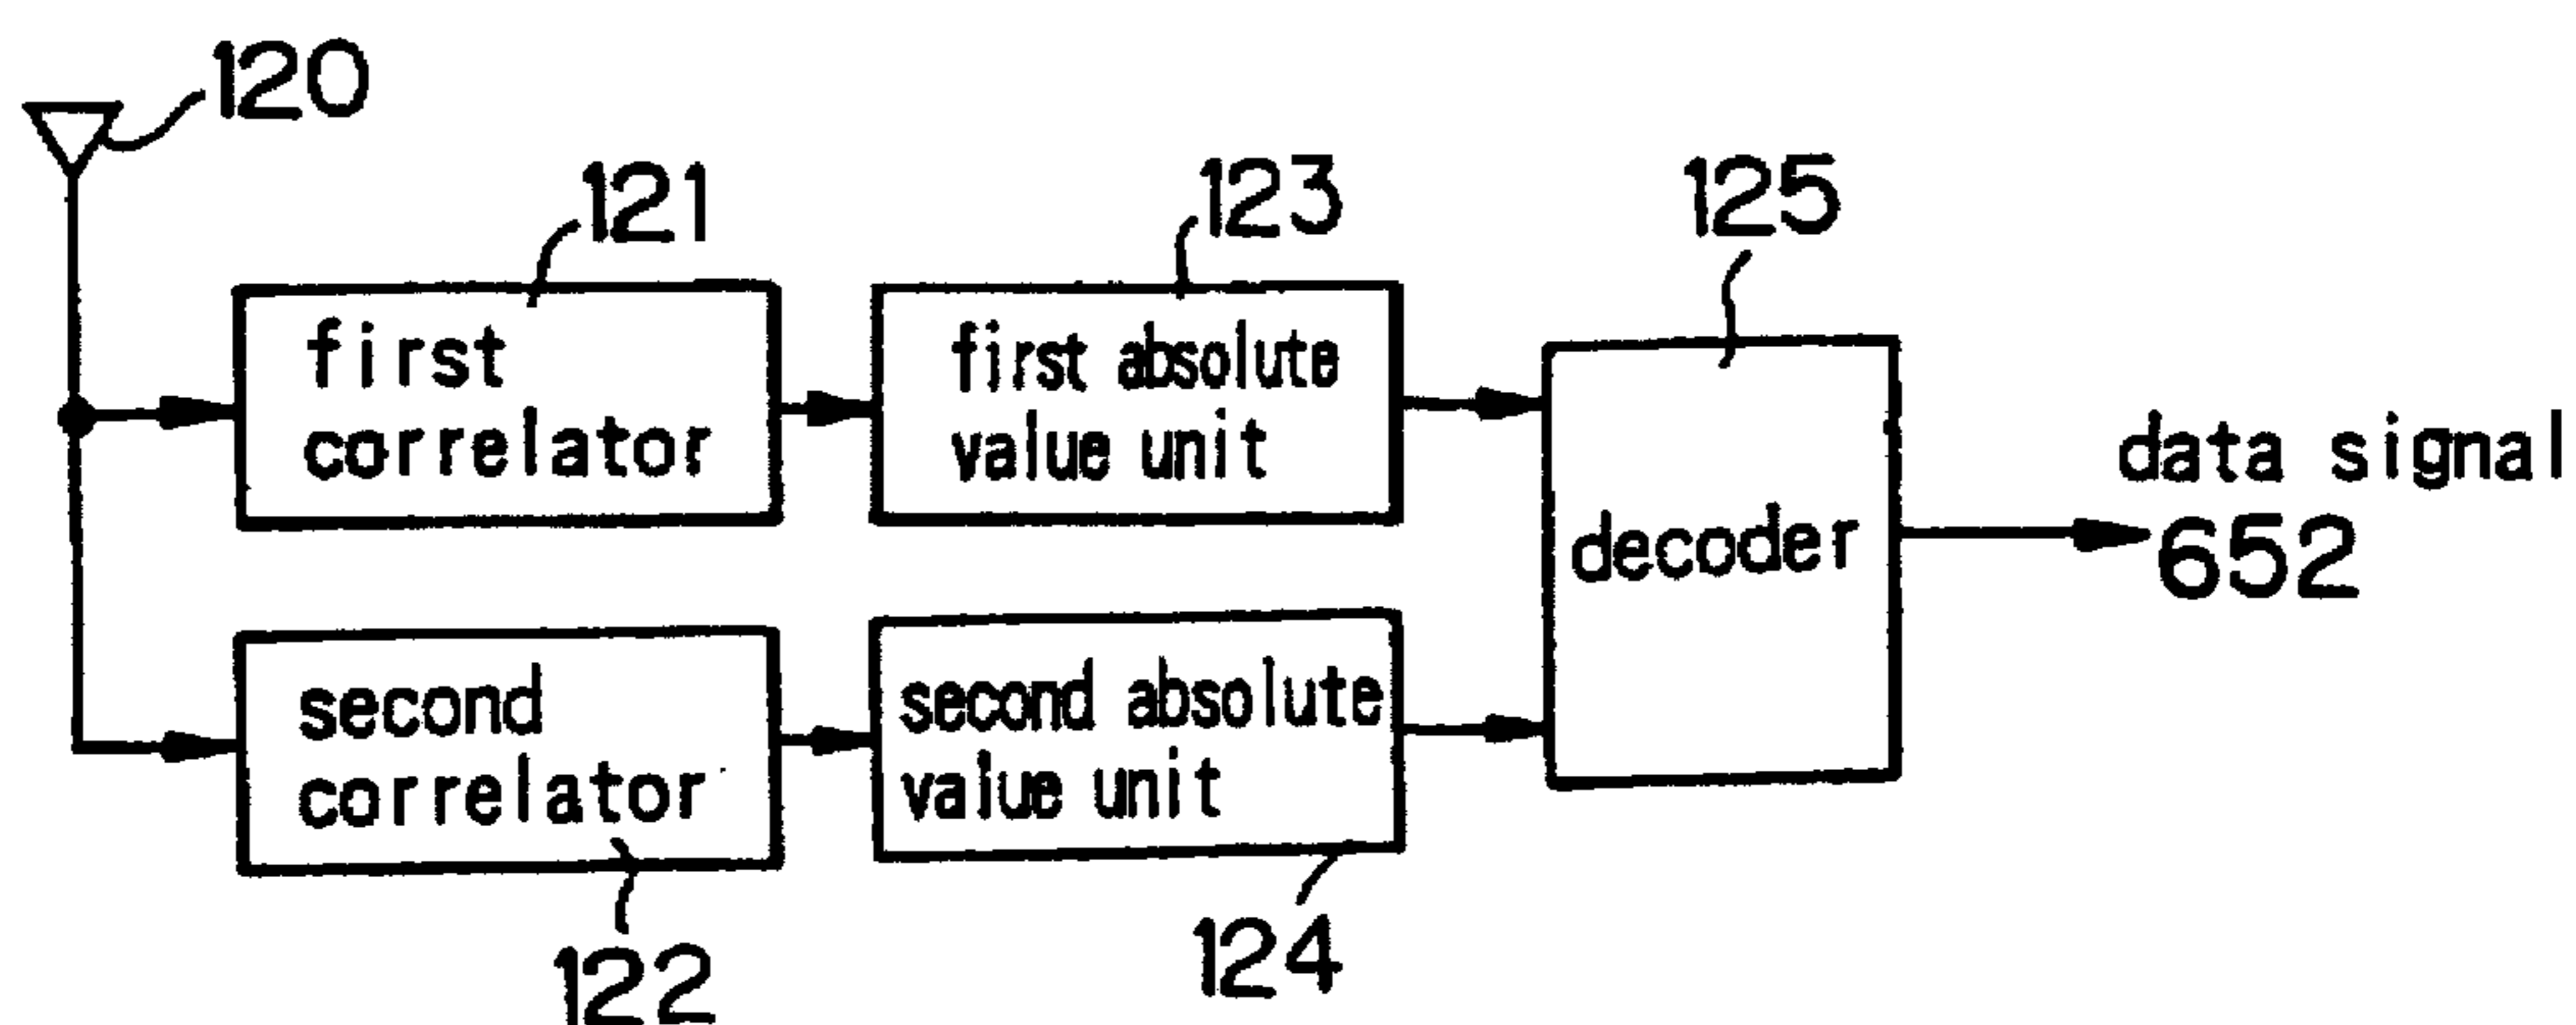 120
121
123
125
first
correlator
first absolute
value unit
decoder
data signal
652
second
correlator
second absolute
value unit
122
124